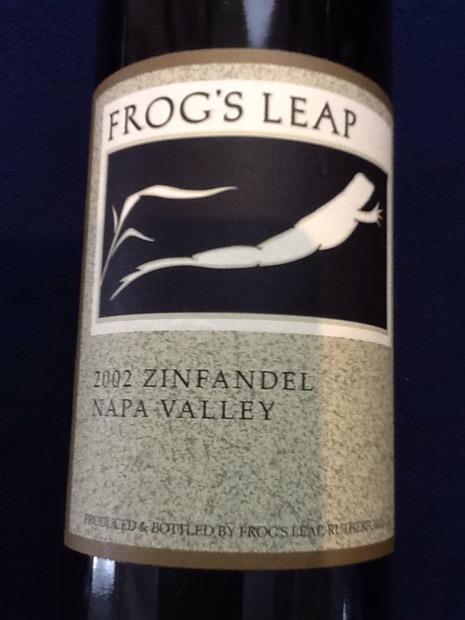 FROG'S LEAP
2002 ZINFANDEL
NAPA VALLEY
PRODUCED & BOTTLED BY FROG'S LEAP, RUTHERFORD